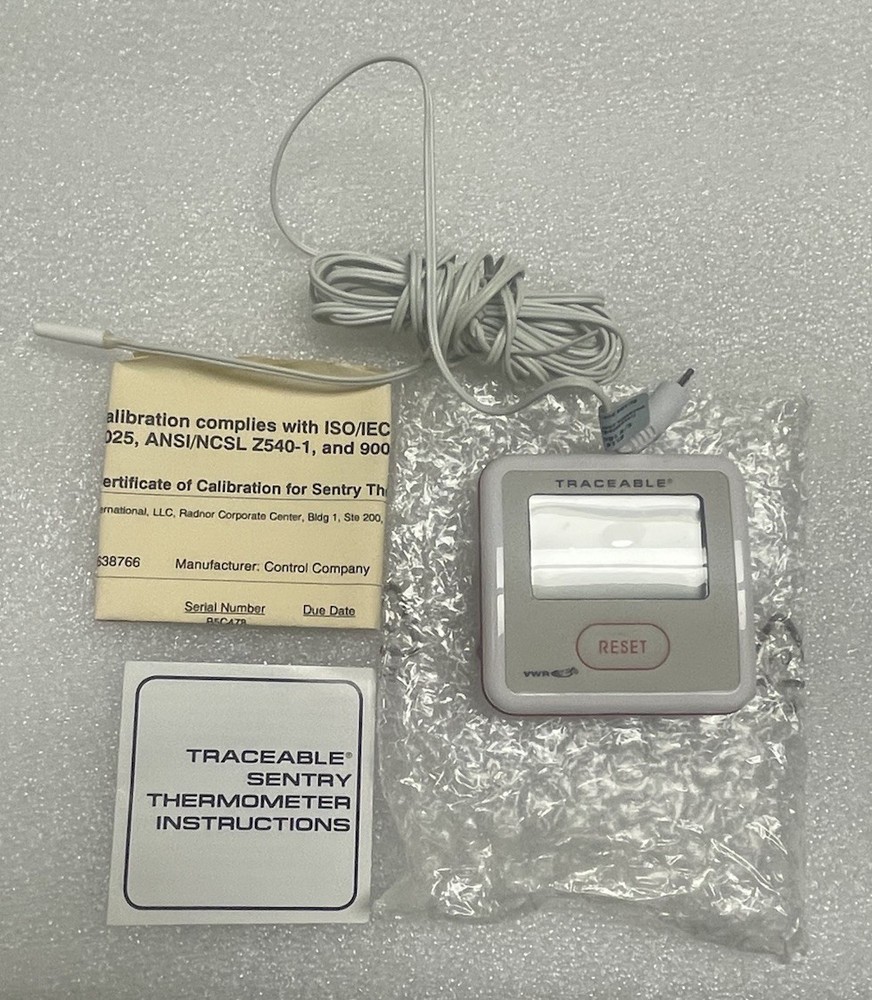 alibration complies with ISO/IEC
025, ANSI/NCSL Z540-1, and 900
ertificate of Calibration for Sentry Th
ernational, LLC, Radnor Corporate Center, Bldg 1, Ste 200,
638766 Manufacturer: Control Company
Serial Number Due Date
TRACEABLE®
RESET
VWR
TRACEABLE®
SENTRY
THERMOMETER
INSTRUCTIONS